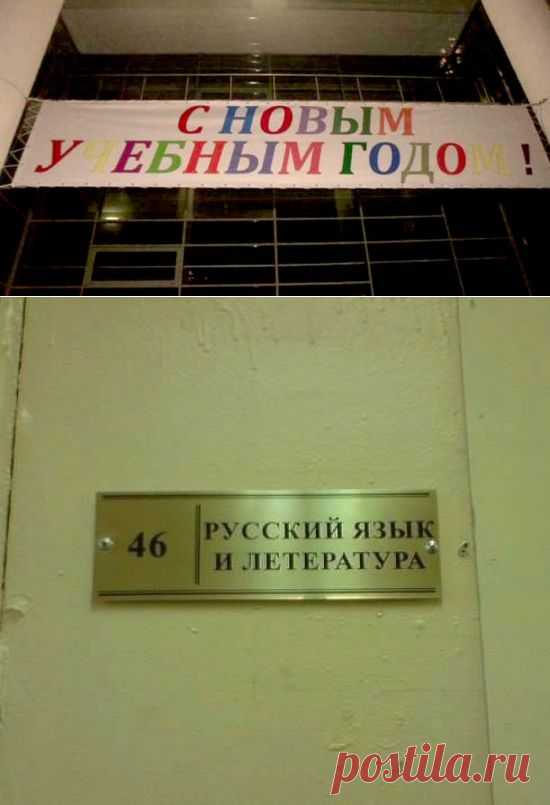 С НОВЫМ
УЧЕБНЫМ ГОДОМ !
46
РУССКИЙ ЯЗЫК
И ЛЕТЕРАТУРА
postila.ru